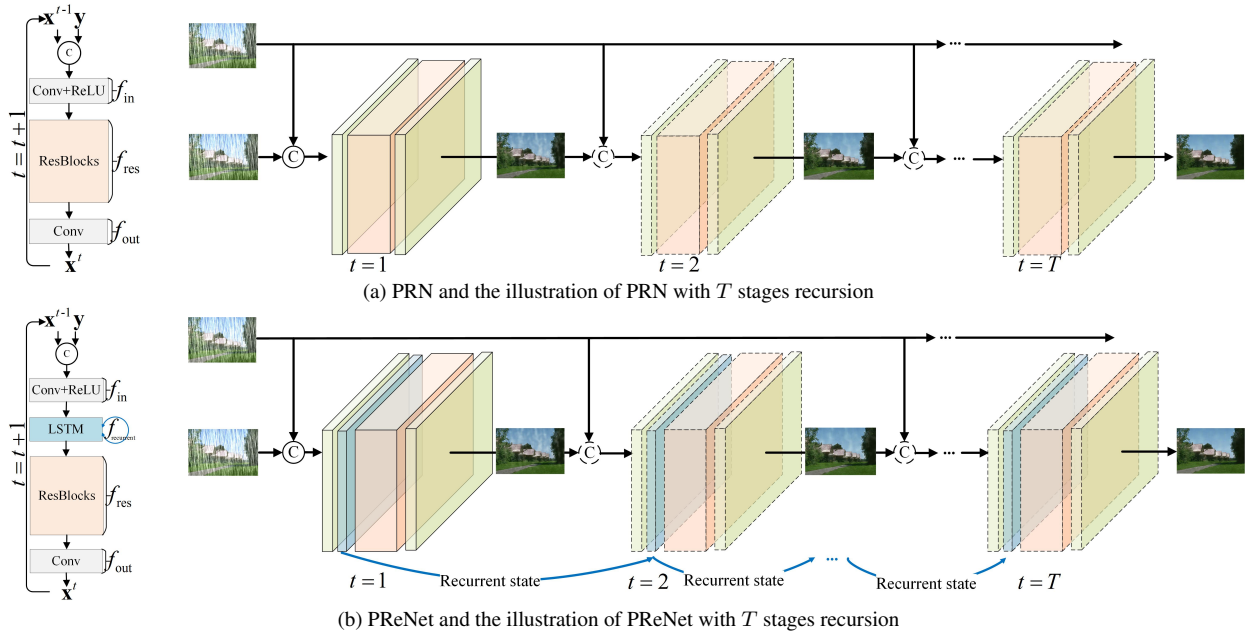 x^{t-1} y
C
Conv+ReLU f_in
t = t + 1
ResBlocks f_res
Conv f_out
x^t
C C C ...
...
t = 1 t = 2 t = T
(a) PRN and the illustration of PRN with T stages recursion
x^{t-1} y
C
Conv+ReLU f_in
LSTM f_recurrent
t = t + 1
ResBlocks f_res
Conv f_out
x^t
...
C C C ...
...
Recurrent state Recurrent state Recurrent state
t = 1 t = 2 t = T
(b) PReNet and the illustration of PReNet with T stages recursion